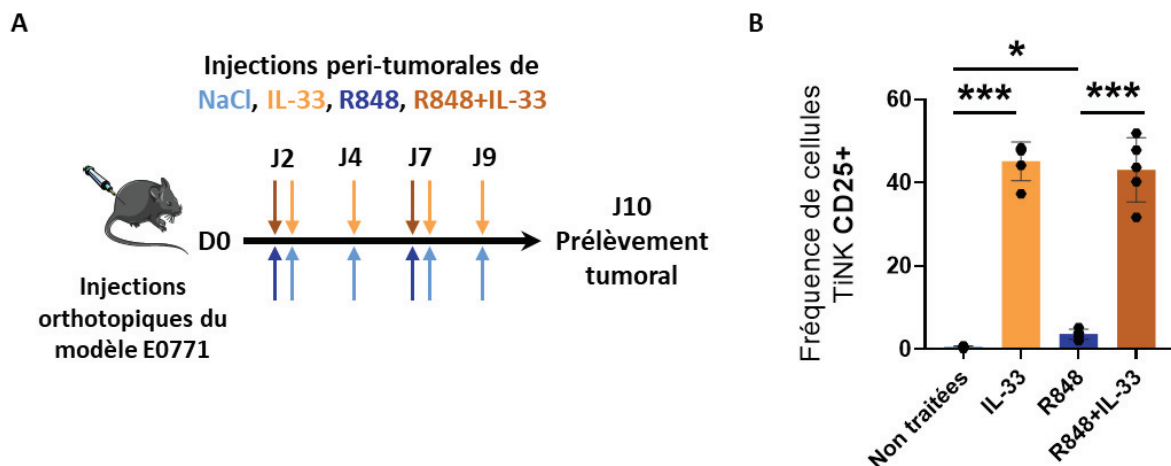 A
Injections peri-tumorales de
NaCl, IL-33, R848, R848+IL-33
J2 J4 J7 J9
D0
J10
Prélèvement
tumoral
Injections
orthotopiques du
modèle E0771
B
*
*** ***
Fréquence de cellules
TiNK CD25+
60
40
20
0
Non traitées
IL-33
R848
R848+IL-33